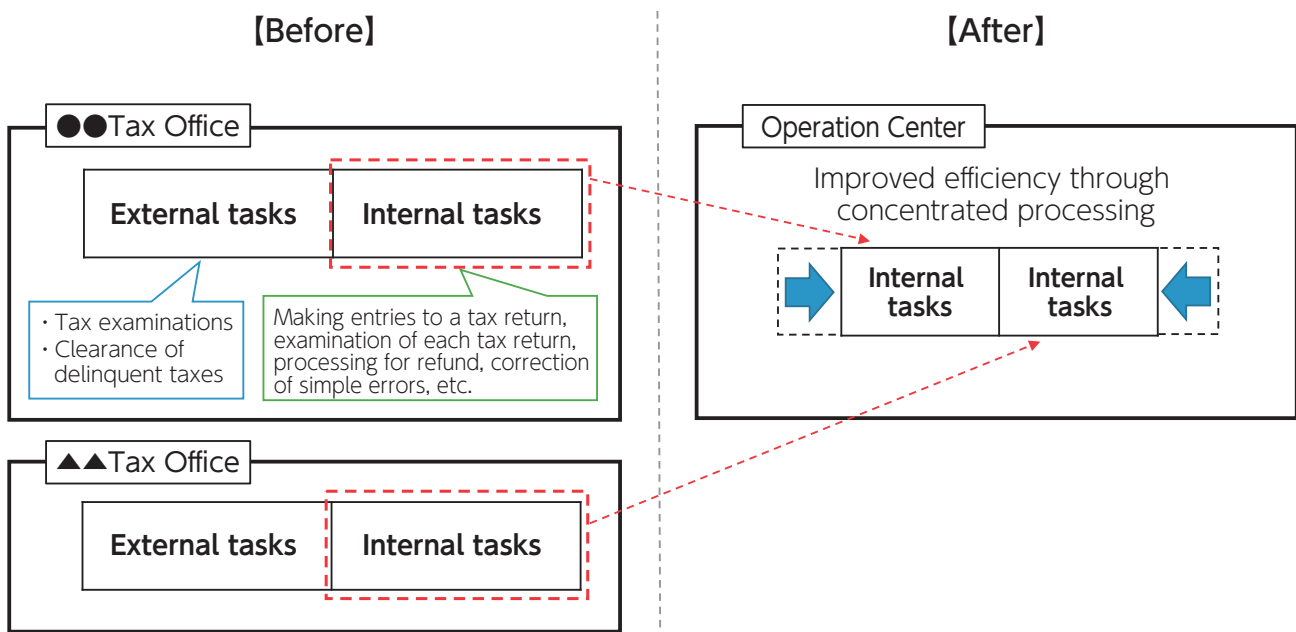 【Before】
●●Tax Office
External tasks
Internal tasks
・Tax examinations
・Clearance of
delinquent taxes
Making entries to a tax return,
examination of each tax return,
processing for refund, correction
of simple errors, etc.
▲▲Tax Office
External tasks
Internal tasks
【After】
Operation Center
Improved efficiency through
concentrated processing
Internal
tasks
Internal
tasks